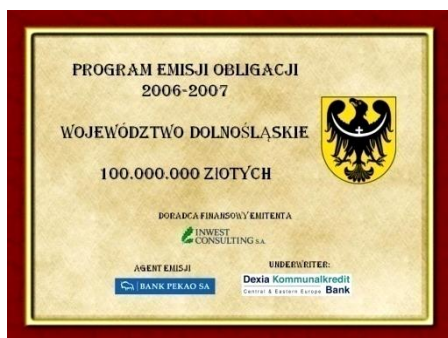 PROGRAM EMISJI OBLIGACJI
2006-2007
WOJEWÓDZTWO DOLNOŚLĄSKIE
100.000.000 ZŁOTYCH
DORADCA FINANSOWY EMITENTA
INWEST
CONSULTING S.A.
AGENT EMISJI
BANK PEKAO SA
UNDERWRITER:
Dexia Kommunalkredit
Central & Eastern Europe Bank